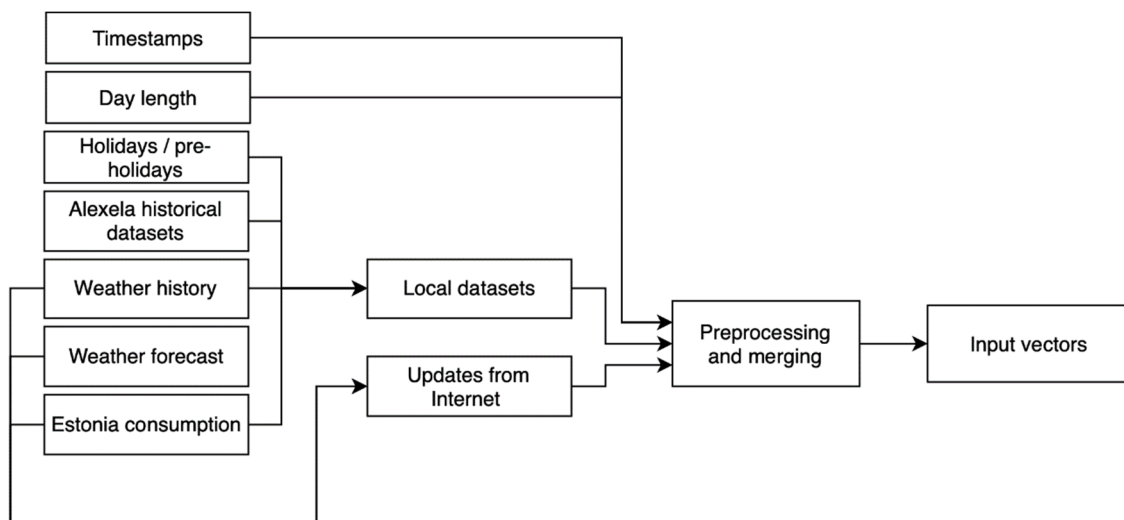 Timestamps
Day length
Holidays / pre-
holidays
Alexela historical
datasets
Weather history
Local datasets
Preprocessing
and merging
Input vectors
Weather forecast
Updates from
Internet
Estonia consumption